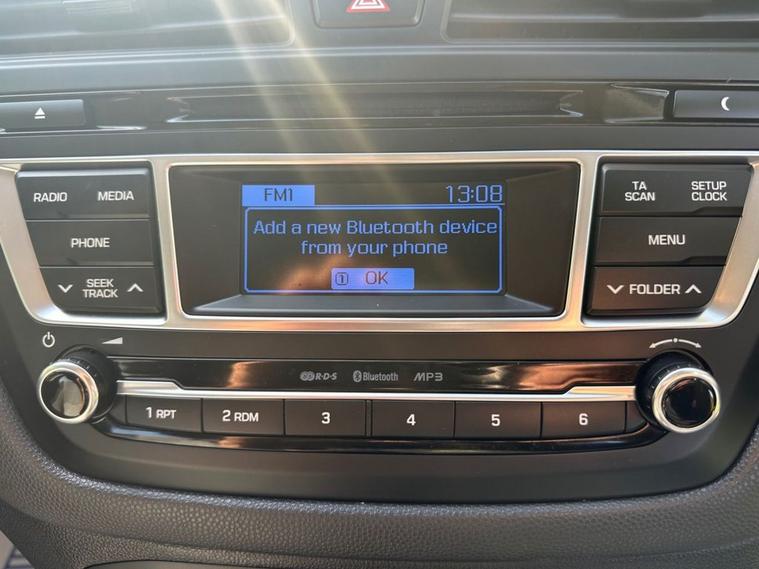 FM1 13:08
Add a new Bluetooth device
from your phone
1 OK
RADIO MEDIA
PHONE
SEEK
TRACK
TA
SCAN
SETUP
CLOCK
MENU
FOLDER
R·D·S Bluetooth MP3
1 RPT 2 RDM 3 4 5 6